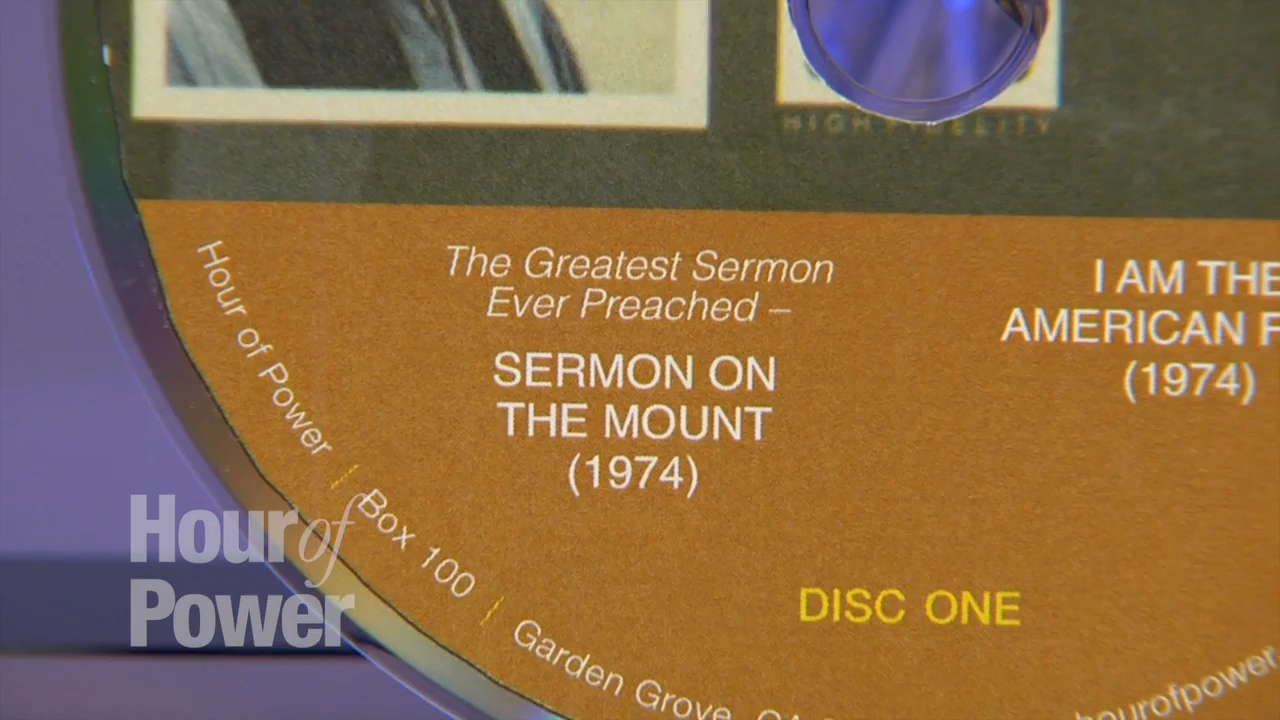 HIGH FIDELITY
The Greatest Sermon
Ever Preached –
SERMON ON
THE MOUNT
(1974)
I AM THE
AMERICAN F
(1974)
DISC ONE
Hour of Power | Box 100 | Garden Grove, CA
hourofpower
Hour of
Power